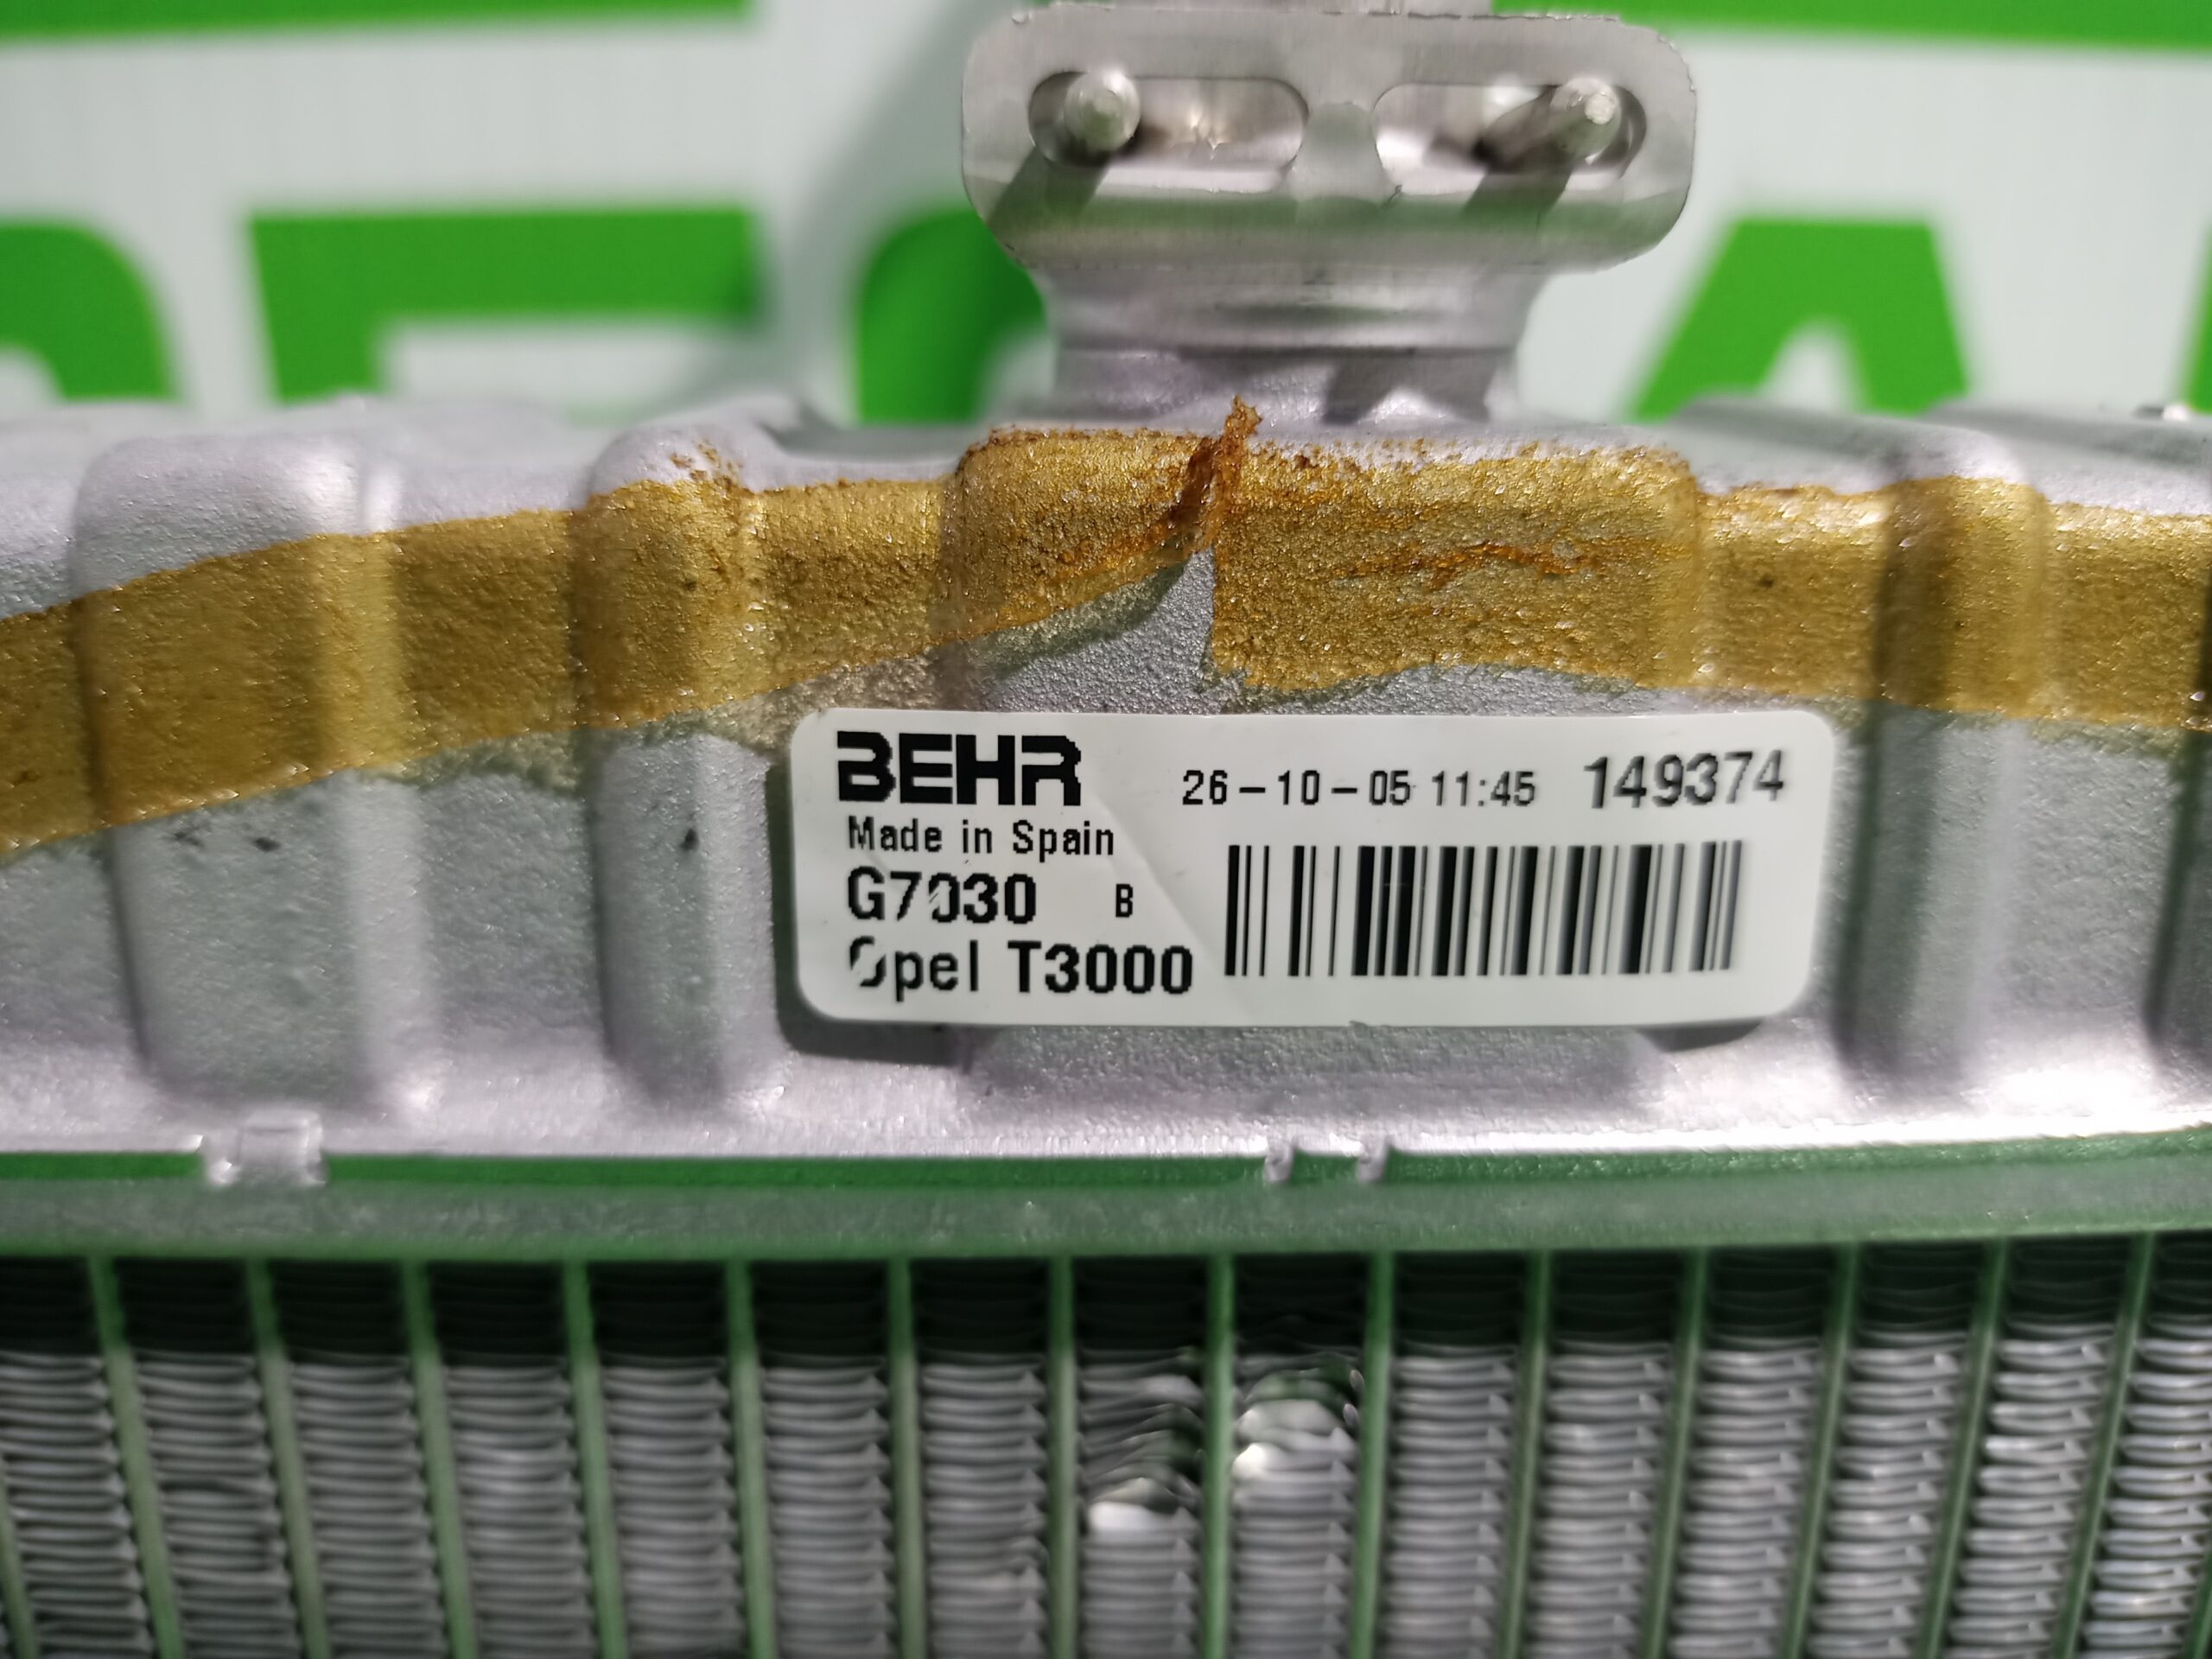 BEHR
26-10-05 11:45 149374
Made in Spain
G7030 B
Opel T3000